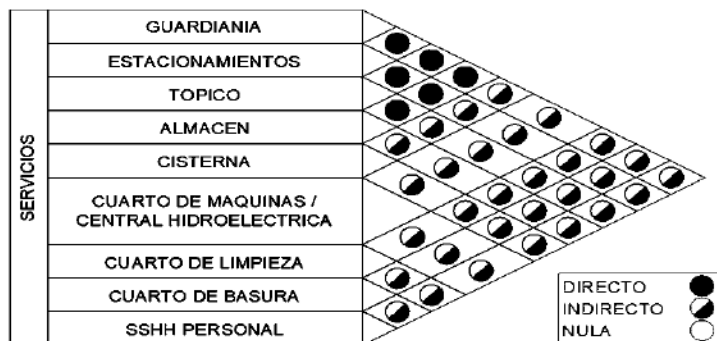 SERVICIOS
GUARDIANIA
ESTACIONAMIENTOS
TOPICO
ALMACEN
CISTERNA
CUARTO DE MAQUINAS /
CENTRAL HIDROELECTRICA
CUARTO DE LIMPIEZA
CUARTO DE BASURA
SSHH PERSONAL
DIRECTO
INDIRECTO
NULA